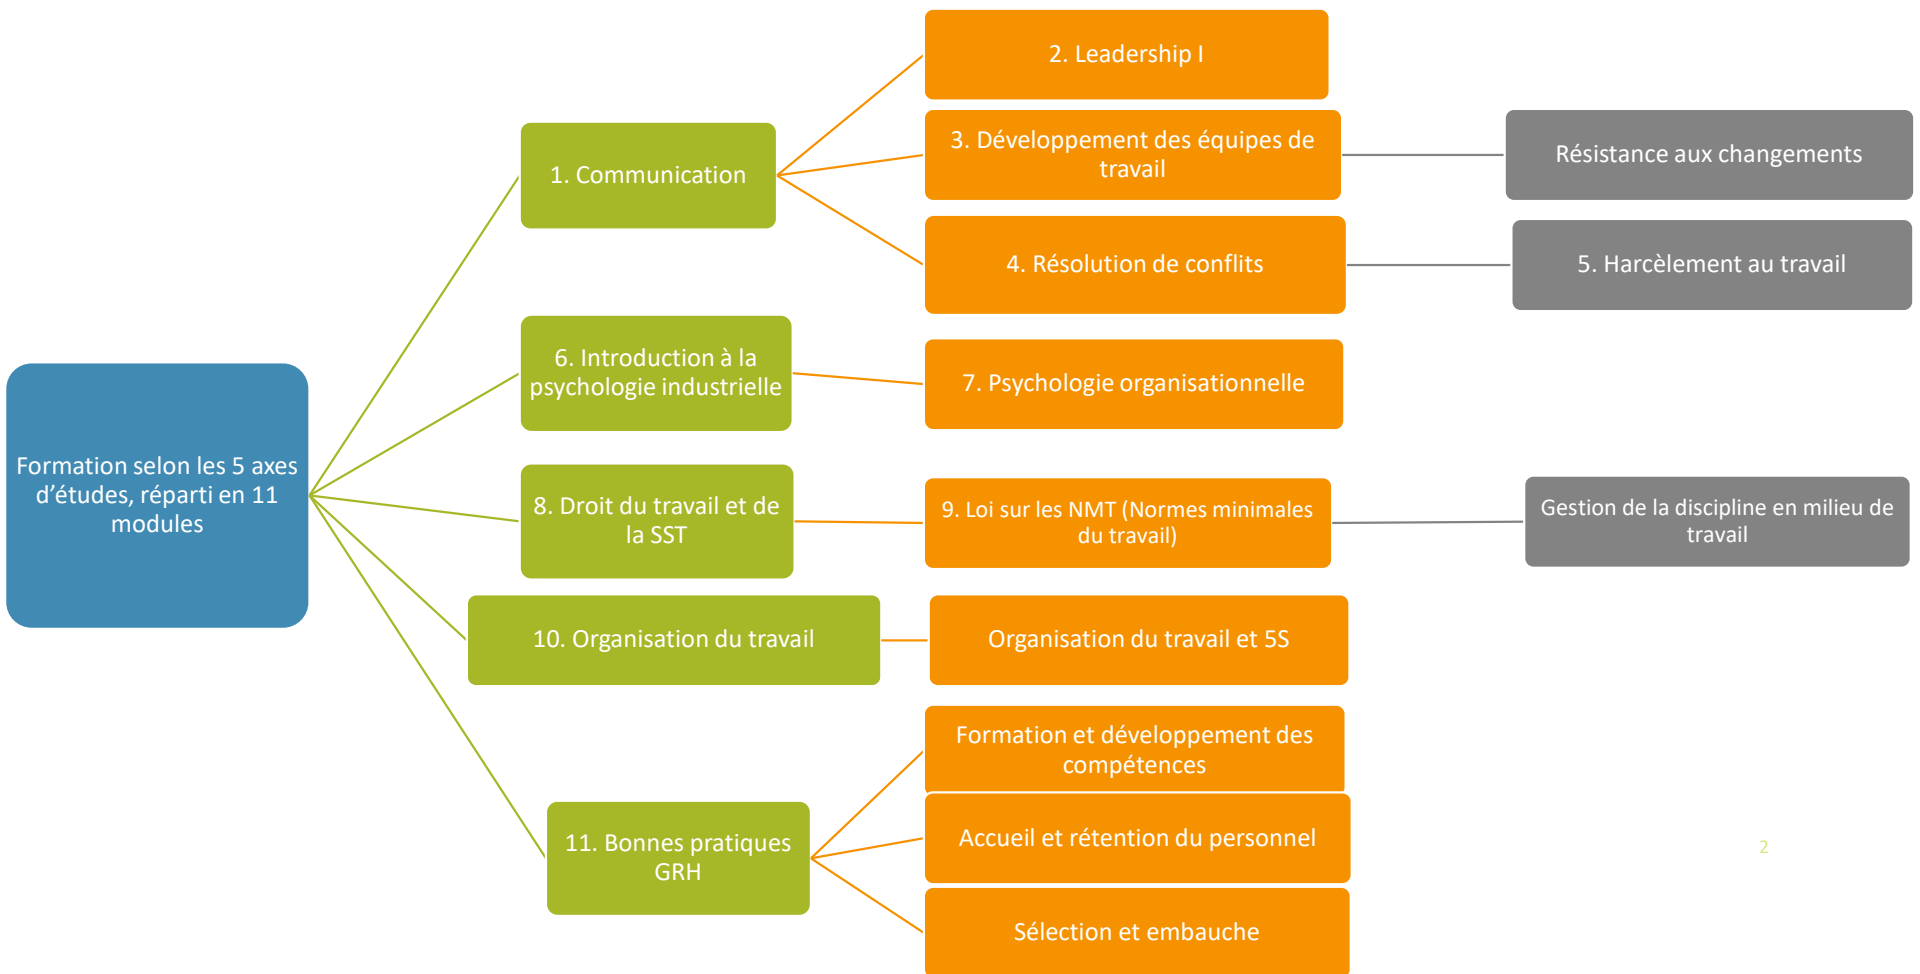 Formation selon les 5 axes
d’études, réparti en 11
modules
1. Communication
2. Leadership I
3. Développement des équipes de
travail
Résistance aux changements
4. Résolution de conflits
5. Harcèlement au travail
6. Introduction à la
psychologie industrielle
7. Psychologie organisationnelle
8. Droit du travail et de
la SST
9. Loi sur les NMT (Normes minimales
du travail)
Gestion de la discipline en milieu de
travail
10. Organisation du travail
Organisation du travail et 5S
11. Bonnes pratiques
GRH
Formation et développement des
compétences
Accueil et rétention du personnel
Sélection et embauche
2